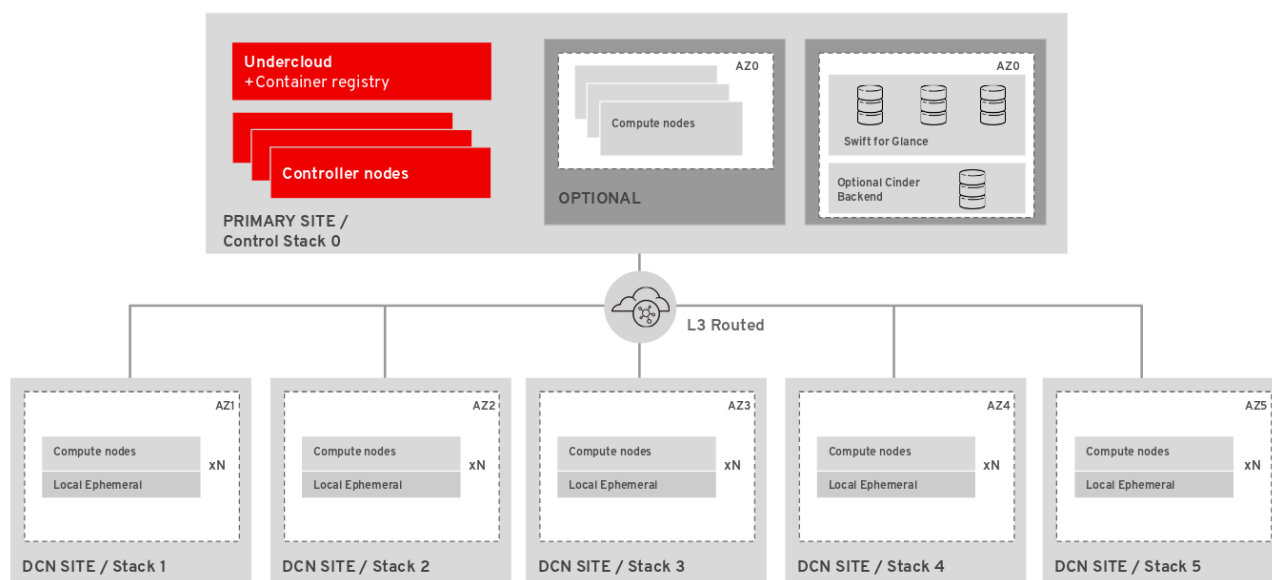 Undercloud
+Container registry
Controller nodes
PRIMARY SITE /
Control Stack 0
AZ0
Compute nodes
OPTIONAL
AZ0
Swift for Glance
Optional Cinder
Backend
L3 Routed
AZ1
Compute nodes
Local Ephemeral
xN
DCN SITE / Stack 1
AZ2
Compute nodes
Local Ephemeral
xN
DCN SITE / Stack 2
AZ3
Compute nodes
Local Ephemeral
xN
DCN SITE / Stack 3
AZ4
Compute nodes
Local Ephemeral
xN
DCN SITE / Stack 4
AZ5
Compute nodes
Local Ephemeral
xN
DCN SITE / Stack 5